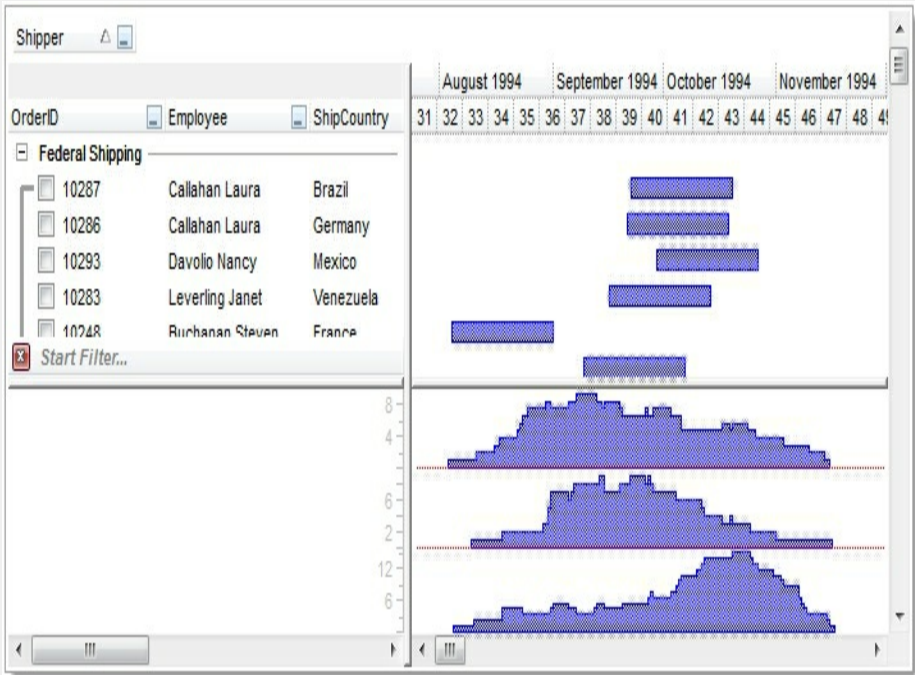 Shipper
August 1994 September 1994 October 1994 November 1994
OrderID Employee ShipCountry 31 32 33 34 35 36 37 38 39 40 41 42 43 44 45 46 47 48
Federal Shipping
10287 Callahan Laura Brazil
10286 Callahan Laura Germany
10293 Davolio Nancy Mexico
10283 Leverling Janet Venezuela
10248 Buchanan Steven France
Start Filter...
8
4
6
2
12
6